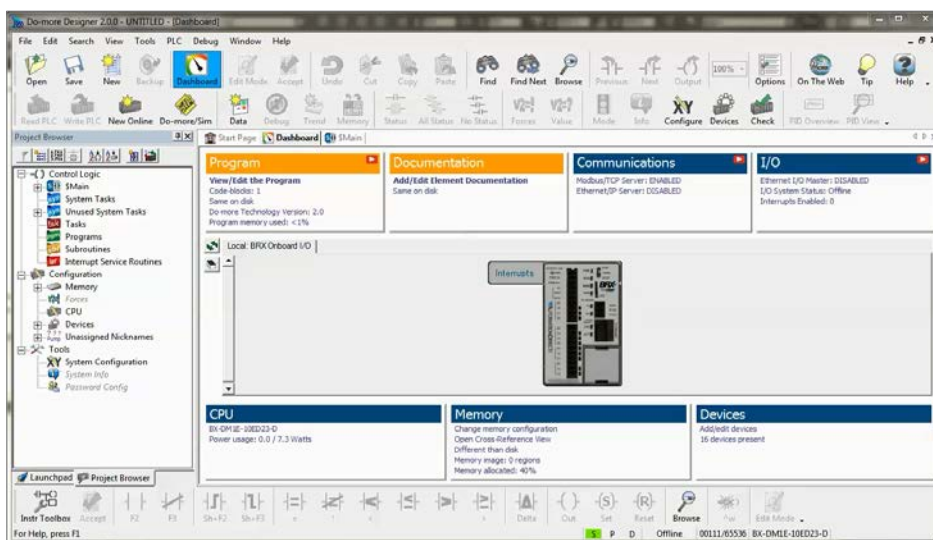 Do-more Designer 2.0.0 - UNTITLED - [Dashboard]
File Edit Search View Tools PLC Debug Window Help
Open Save New Backup Dashboard Edit Mode Accept Undo Cut Copy Paste Find Find Next Browse Previous Next Output 100% Options On The Web Tip Help
Read PLC Write PLC New Online Do-more/Sim Data Debug Trend Memory Status All Status No Status Forces Value Mode Info Configure Devices Check PID Overview PID View
Project Browser
Start Page Dashboard $Main
Control Logic
$Main
System Tasks
Unused System Tasks
Tasks
Programs
Subroutines
Interrupt Service Routines
Configuration
Memory
Forces
CPU
Devices
Unassigned Nicknames
Tools
XY System Configuration
System Info
Password Config
Launchpad Project Browser
Program
View/Edit the Program
Code-blocks: 1
Same on disk
Do-more Technology Version: 2.0
Program memory used: <1%
Documentation
Add/Edit Element Documentation
Same on disk
Communications
Modbus/TCP Server: ENABLED
Ethernet/IP Server: DISABLED
I/O
Ethernet I/O Master: DISABLED
I/O System Status: Offline
Interrupts Enabled: 0
Local: BRX Onboard I/O
Interrupts
BRX
CPU
BX-DM1E-10ED23-D
Power usage: 0.0 / 7.3 Watts
Memory
Change memory configuration
Open Cross-Reference View
Different than disk
Memory image: 0 regions
Memory allocated: 40%
Devices
Add/edit devices
16 devices present
Instr Toolbox Accept F2 F3 Sh+F2 Sh+F3 Delta Out Set Reset Browse Edit Mode
For Help, press F1
S P D Offline 00111/65536 BX-DM1E-10ED23-D